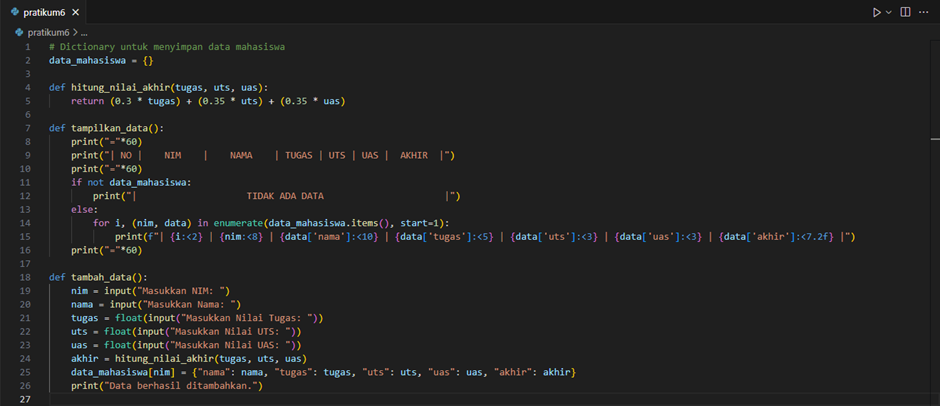 pratikum6 ×
pratikum6 > ...
1 # Dictionary untuk menyimpan data mahasiswa
2 data_mahasiswa = {}
3
4 def hitung_nilai_akhir(tugas, uts, uas):
5     return (0.3 * tugas) + (0.35 * uts) + (0.35 * uas)
6
7 def tampilkan_data():
8     print("="*60)
9     print("| NO |    NIM    |    NAMA    | TUGAS | UTS | UAS |  AKHIR  |")
10     print("="*60)
11     if not data_mahasiswa:
12         print("|                    TIDAK ADA DATA                      |")
13     else:
14         for i, (nim, data) in enumerate(data_mahasiswa.items(), start=1):
15             print(f"| {i:<2} | {nim:<8} | {data['nama']:<10} | {data['tugas']:<5} | {data['uts']:<3} | {data['uas']:<3} | {data['akhir']:<7.2f} |")
16     print("="*60)
17
18 def tambah_data():
19     nim = input("Masukkan NIM: ")
20     nama = input("Masukkan Nama: ")
21     tugas = float(input("Masukkan Nilai Tugas: "))
22     uts = float(input("Masukkan Nilai UTS: "))
23     uas = float(input("Masukkan Nilai UAS: "))
24     akhir = hitung_nilai_akhir(tugas, uts, uas)
25     data_mahasiswa[nim] = {"nama": nama, "tugas": tugas, "uts": uts, "uas": uas, "akhir": akhir}
26     print("Data berhasil ditambahkan.")
27